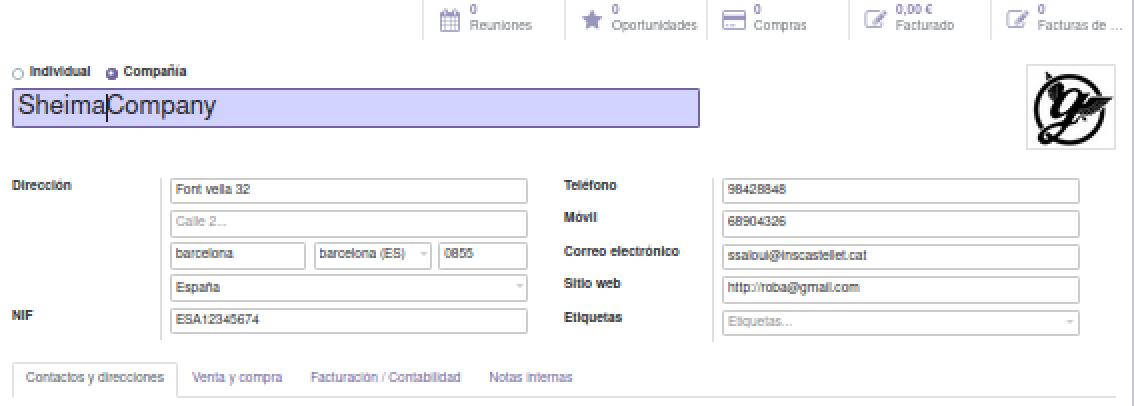 0 Reuniones
0 Oportunidades
0 Compras
0,00 € Facturado
0 Facturas de ...
Individual Compañía
SheimaCompany
Dirección Font vella 32
Calle 2...
barcelona barcelona (ES) 0855
España
NIF ESA12345674
Teléfono 98428848
Móvil 68904326
Correo electrónico ssaloui@inscastellet.cat
Sitio web http://roba@gmail.com
Etiquetas Etiquetas...
Contactos y direcciones Venta y compra Facturación / Contabilidad Notas internas